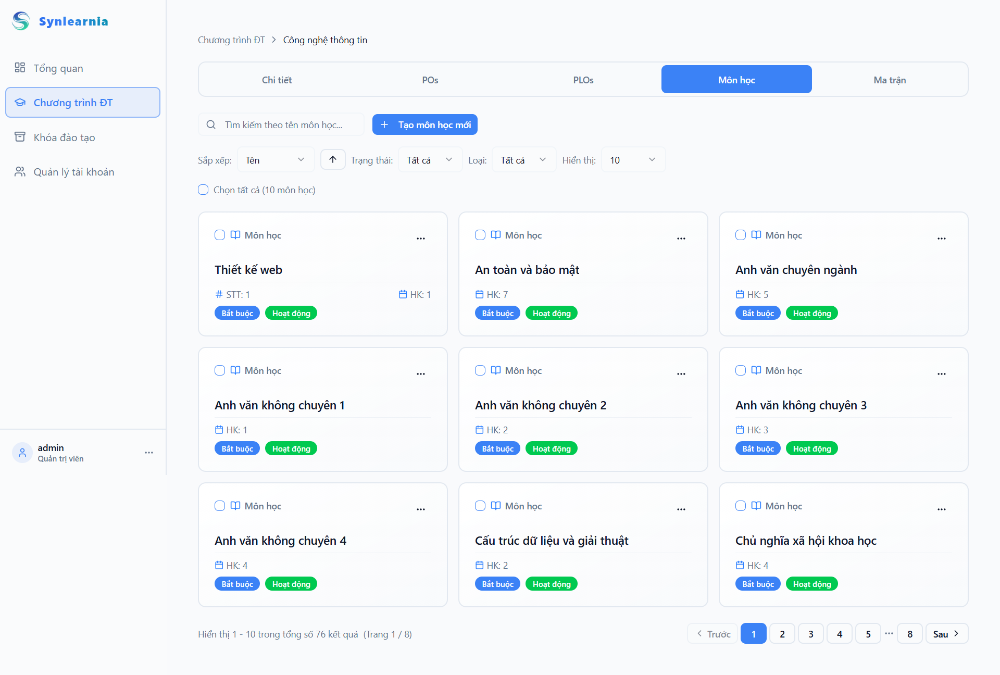 Synlearnia
Tổng quan
Chương trình ĐT
Khóa đào tạo
Quản lý tài khoản
admin
Quản trị viên
Chương trình ĐT > Công nghệ thông tin
Chi tiết POs PLOs Môn học Ma trận
Tìm kiếm theo tên môn học...
+ Tạo môn học mới
Sắp xếp: Tên Trạng thái: Tất cả Loại: Tất cả Hiển thị: 10
Chọn tất cả (10 môn học)
Môn học
Thiết kế web
# STT: 1 HK: 1
Bắt buộc Hoạt động
Môn học
An toàn và bảo mật
HK: 7
Bắt buộc Hoạt động
Môn học
Anh văn chuyên ngành
HK: 5
Bắt buộc Hoạt động
Môn học
Anh văn không chuyên 1
HK: 1
Bắt buộc Hoạt động
Môn học
Anh văn không chuyên 2
HK: 2
Bắt buộc Hoạt động
Môn học
Anh văn không chuyên 3
HK: 3
Bắt buộc Hoạt động
Môn học
Anh văn không chuyên 4
HK: 4
Bắt buộc Hoạt động
Môn học
Cấu trúc dữ liệu và giải thuật
HK: 2
Bắt buộc Hoạt động
Môn học
Chủ nghĩa xã hội khoa học
HK: 4
Bắt buộc Hoạt động
Hiển thị 1 - 10 trong tổng số 76 kết quả (Trang 1 / 8)
< Trước 1 2 3 4 5 ... 8 Sau >